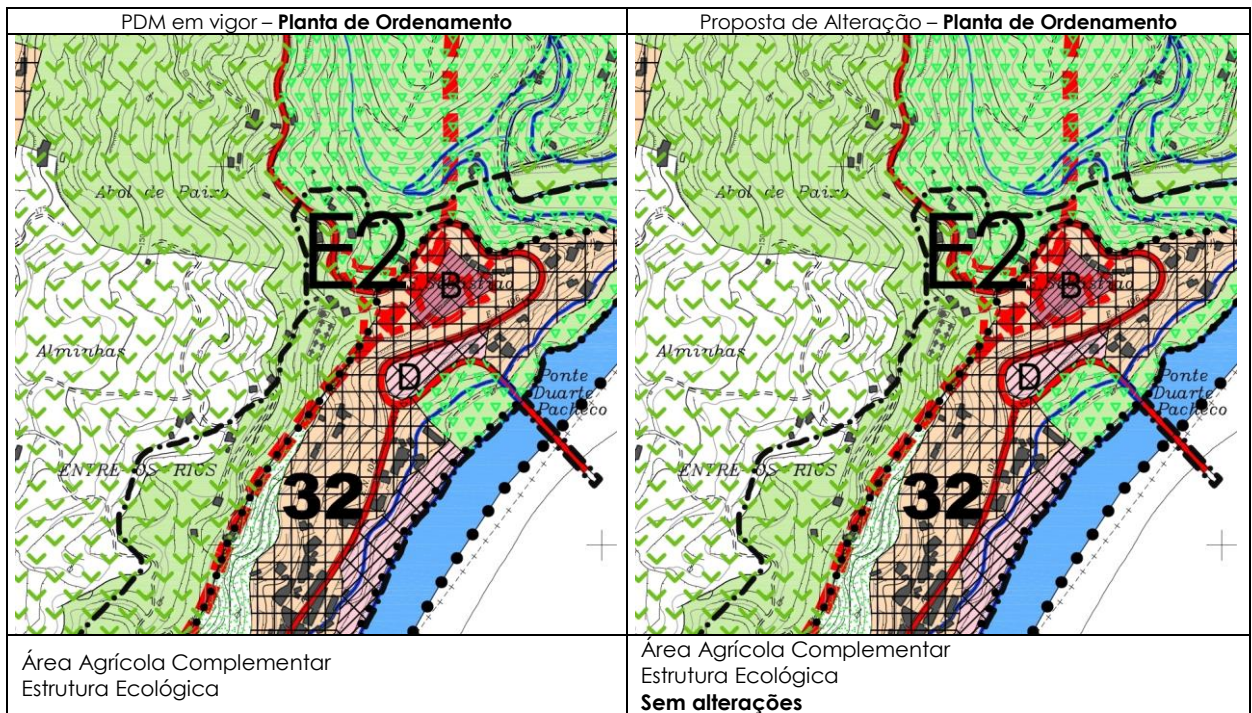 PDM em vigor – Planta de Ordenamento
Proposta de Alteração – Planta de Ordenamento
Abol de Paixo
E2
B
Alminhas
D
Ponte
Duarte
Pacheco
ENTRE OS RIOS
32
Abol de Paixo
E2
B
Alminhas
D
Ponte
Duarte
Pacheco
ENTRE OS RIOS
32
Área Agrícola Complementar
Estrutura Ecológica
Área Agrícola Complementar
Estrutura Ecológica
Sem alterações